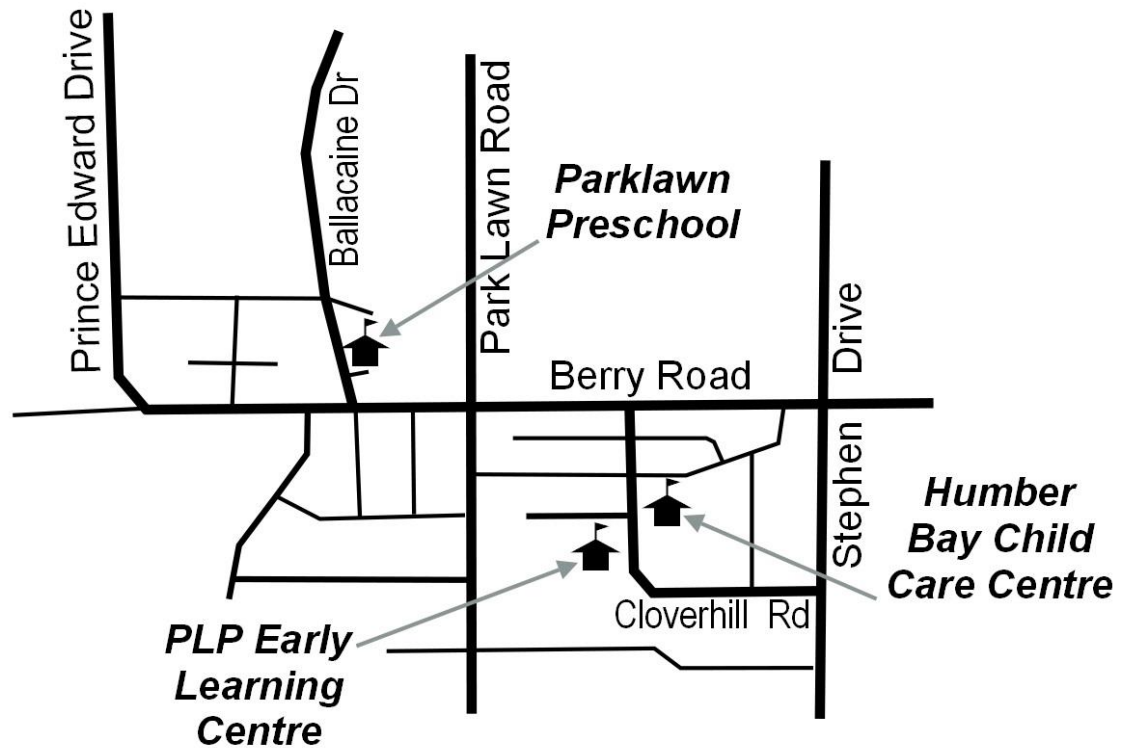 Prince Edward Drive
Ballacaine Dr
Park Lawn Road
Parklawn
Preschool
Berry Road
Stephen Drive
Humber
Bay Child
Care Centre
Cloverhill Rd
PLP Early
Learning
Centre